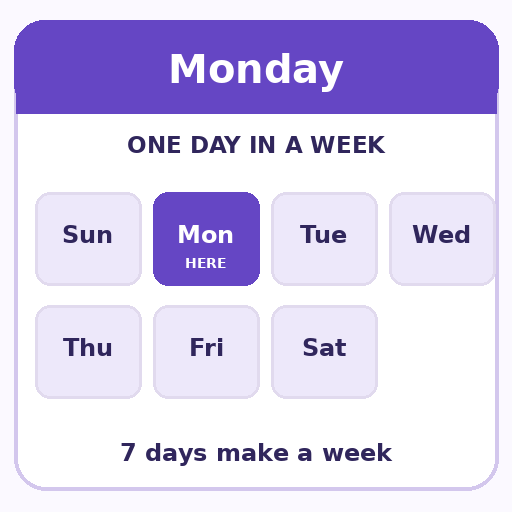 Monday
ONE DAY IN A WEEK
Sun Mon Tue Wed
HERE
Thu Fri Sat
7 days make a week